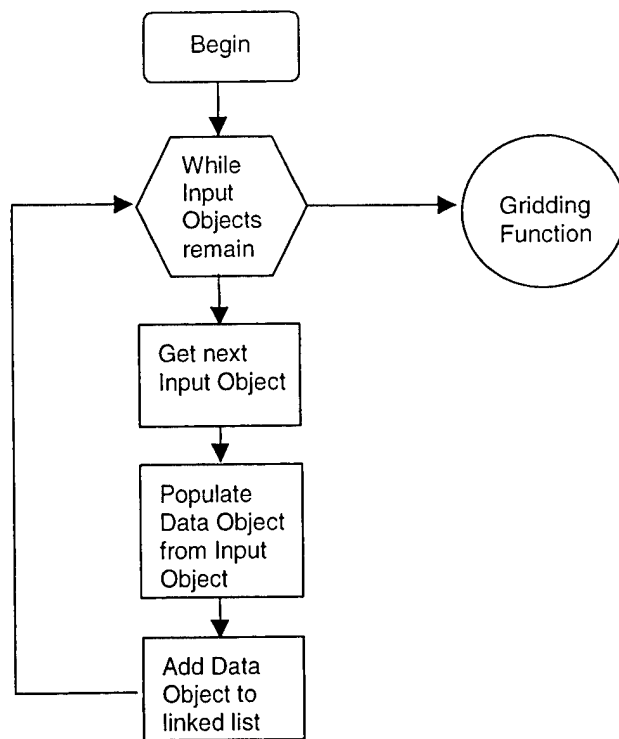 Begin
While
Input
Objects
remain
Gridding
Function
Get next
Input Object
Populate
Data Object
from Input
Object
Add Data
Object to
linked list